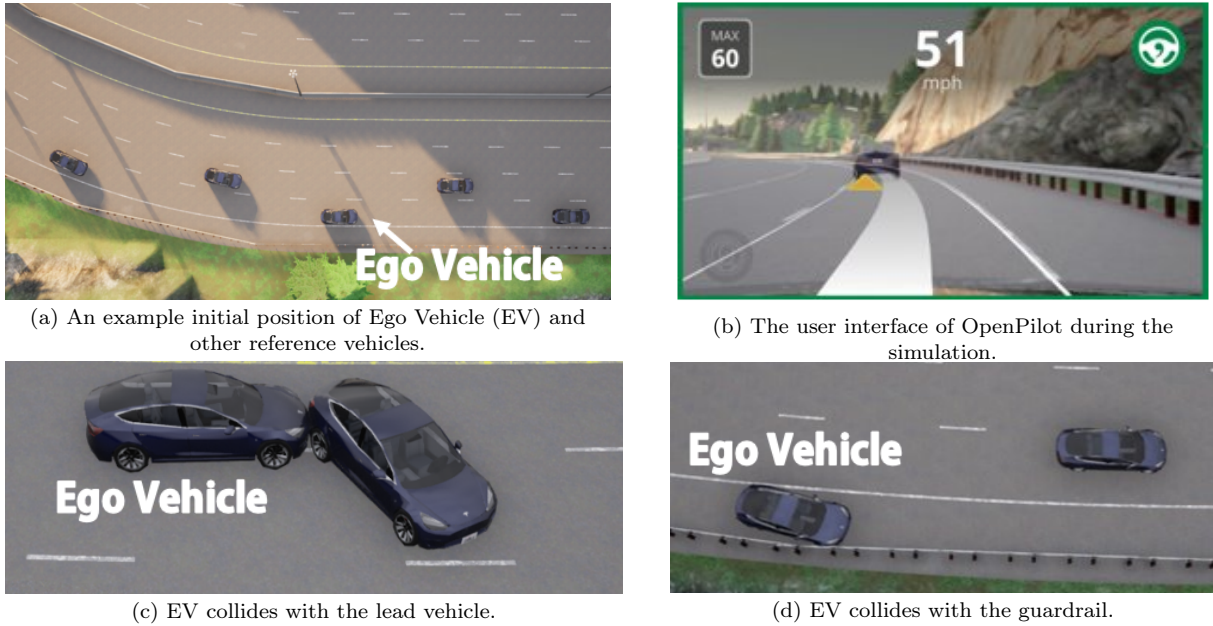 Ego Vehicle
(a) An example initial position of Ego Vehicle (EV) and
other reference vehicles.
MAX
60
51
mph
(b) The user interface of OpenPilot during the
simulation.
Ego Vehicle
(c) EV collides with the lead vehicle.
Ego Vehicle
(d) EV collides with the guardrail.